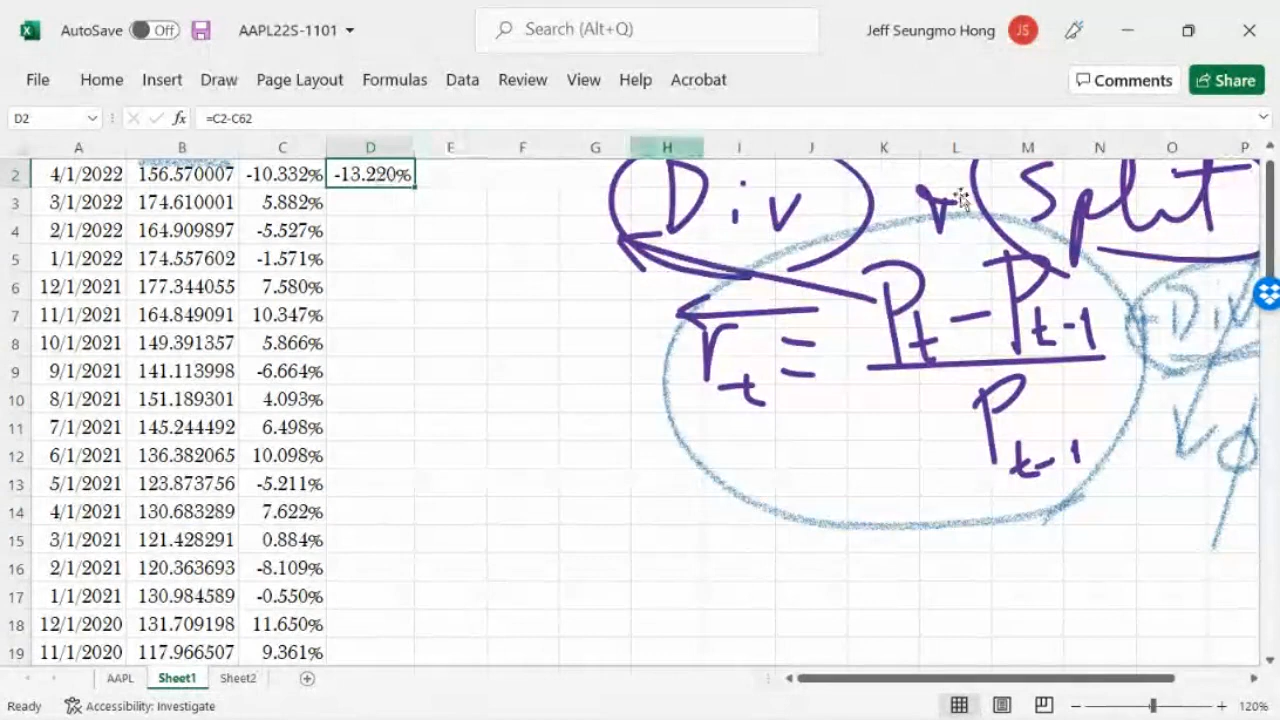 AutoSave Off AAPL22S-1101 Search (Alt+Q) Jeff Seungmo Hong JS
File Home Insert Draw Page Layout Formulas Data Review View Help Acrobat Comments Share
D2 fx =C2-C62
A B C D E F G H I J K L M N O P
2 4/1/2022 156.570007 -10.332% -13.220%
3 3/1/2022 174.610001 5.882%
4 2/1/2022 164.909897 -5.527%
5 1/1/2022 174.557602 -1.571%
6 12/1/2021 177.344055 7.580%
7 11/1/2021 164.849091 10.347%
8 10/1/2021 149.391357 5.866%
9 9/1/2021 141.113998 -6.664%
10 8/1/2021 151.189301 4.093%
11 7/1/2021 145.244492 6.498%
12 6/1/2021 136.382065 10.098%
13 5/1/2021 123.873756 -5.211%
14 4/1/2021 130.683289 7.622%
15 3/1/2021 121.428291 0.884%
16 2/1/2021 120.363693 -8.109%
17 1/1/2021 130.984589 -0.550%
18 12/1/2020 131.709198 11.650%
19 11/1/2020 117.966507 9.361%
Div r Split
r_t = P_t - P_t-1
P_t-1
AAPL Sheet1 Sheet2
Ready Accessibility: Investigate 120%